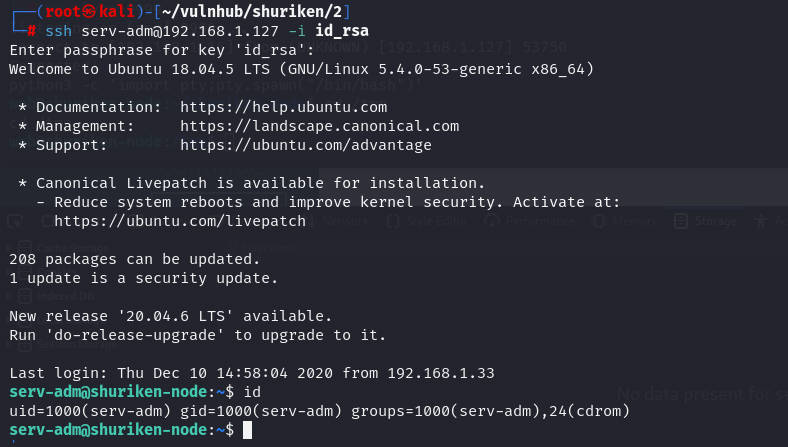 ┌──(root㉿kali)-[~/vulnhub/shuriken/2]
└─# ssh serv-adm@192.168.1.127 -i id_rsa
Enter passphrase for key 'id_rsa':
Welcome to Ubuntu 18.04.5 LTS (GNU/Linux 5.4.0-53-generic x86_64)
* Documentation: https://help.ubuntu.com
* Management: https://landscape.canonical.com
* Support: https://ubuntu.com/advantage
* Canonical Livepatch is available for installation.
- Reduce system reboots and improve kernel security. Activate at:
https://ubuntu.com/livepatch
208 packages can be updated.
1 update is a security update.
New release '20.04.6 LTS' available.
Run 'do-release-upgrade' to upgrade to it.
Last login: Thu Dec 10 14:58:04 2020 from 192.168.1.33
serv-adm@shuriken-node:~$ id
uid=1000(serv-adm) gid=1000(serv-adm) groups=1000(serv-adm),24(cdrom)
serv-adm@shuriken-node:~$